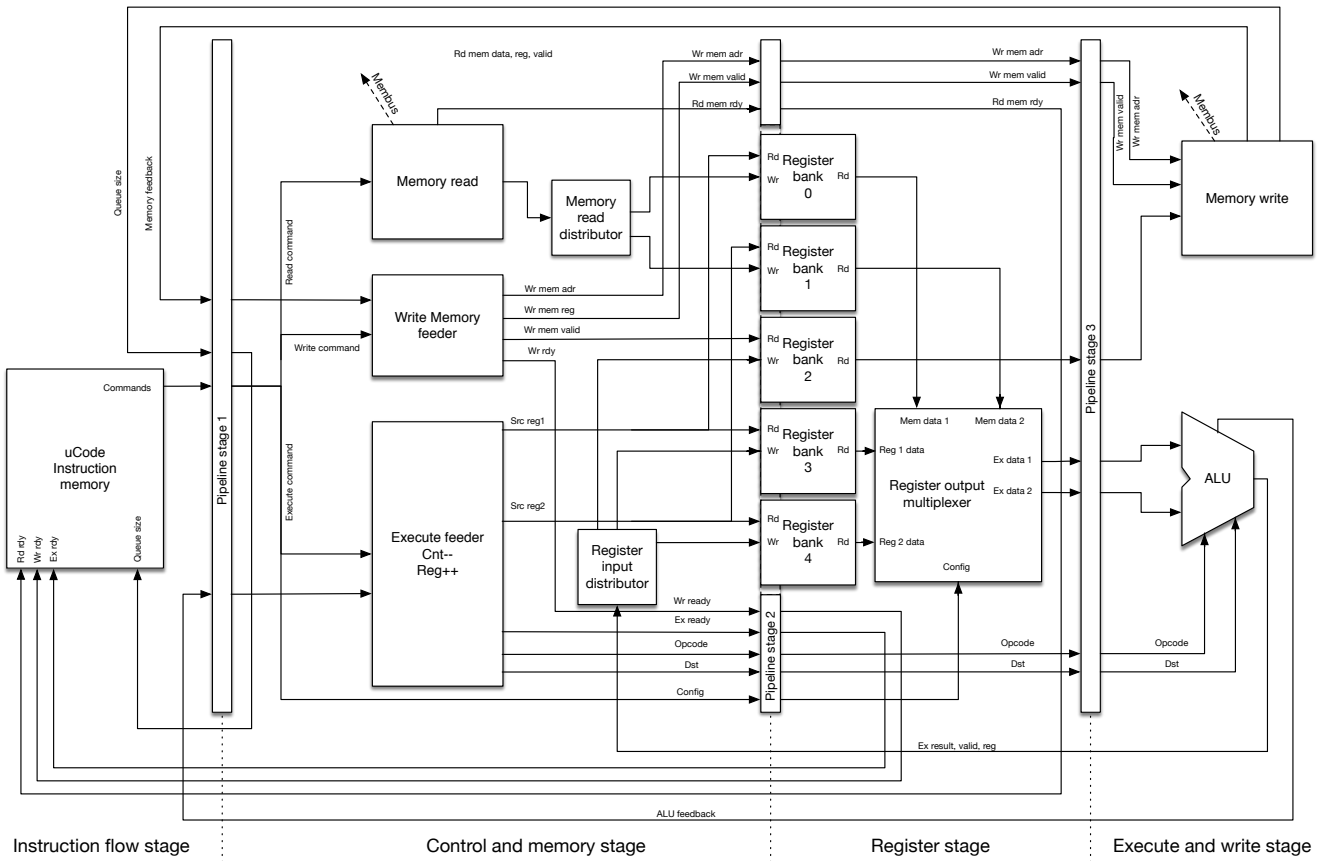 Rd mem data, reg, valid
Wr mem adr
Wr mem adr
Wr mem valid
Wr mem valid
Rd mem rdy
Rd mem rdy
Membus
Membus
Queue size
Memory feedback
Wr mem valid
Wr mem adr
Memory read
Memory
read
distributor
Rd
Wr
Register
bank
0
Rd
Memory write
Read command
Rd
Wr
Register
bank
1
Rd
Write Memory
feeder
Wr mem adr
Wr mem reg
Wr mem valid
Wr rdy
Write command
Rd
Wr
Register
bank
2
Rd
Pipeline stage 1
Pipeline stage 3
Commands
uCode
Instruction
memory
Rd rdy
Wr rdy
Ex rdy
Queue size
Execute command
Execute feeder
Cnt--
Reg++
Src reg1
Src reg2
Rd
Wr
Register
bank
3
Rd
Mem data 1
Mem data 2
Reg 1 data
Register output
multiplexer
Ex data 1
Ex data 2
Reg 2 data
Config
ALU
Rd
Wr
Register
bank
4
Rd
Register
input
distributor
Wr ready
Ex ready
Opcode
Dst
Config
Pipeline stage 2
Opcode
Dst
Ex result, valid, reg
ALU feedback
Instruction flow stage
Control and memory stage
Register stage
Execute and write stage